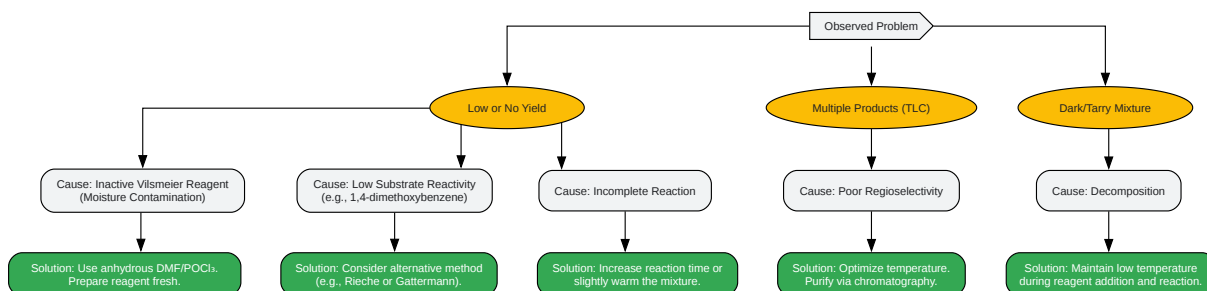 Observed Problem
Low or No Yield
Multiple Products (TLC)
Dark/Tarry Mixture
Cause: Inactive Vilsmeier Reagent
(Moisture Contamination)
Cause: Low Substrate Reactivity
(e.g., 1,4-dimethoxybenzene)
Cause: Incomplete Reaction
Cause: Poor Regioselectivity
Cause: Decomposition
Solution: Use anhydrous DMF/POCl₃.
Prepare reagent fresh.
Solution: Consider alternative method
(e.g., Rieche or Gattermann).
Solution: Increase reaction time or
slightly warm the mixture.
Solution: Optimize temperature.
Purify via chromatography.
Solution: Maintain low temperature
during reagent addition and reaction.